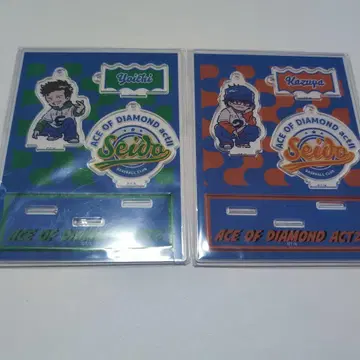 Yoichi
ACE OF DIAMOND actII
Seido
BASEBALL CLUB
ACE OF DIAMOND ACTII
Kazuya
ACE OF DIAMOND actII
Seido
BASEBALL CLUB
ACE OF DIAMOND ACTII